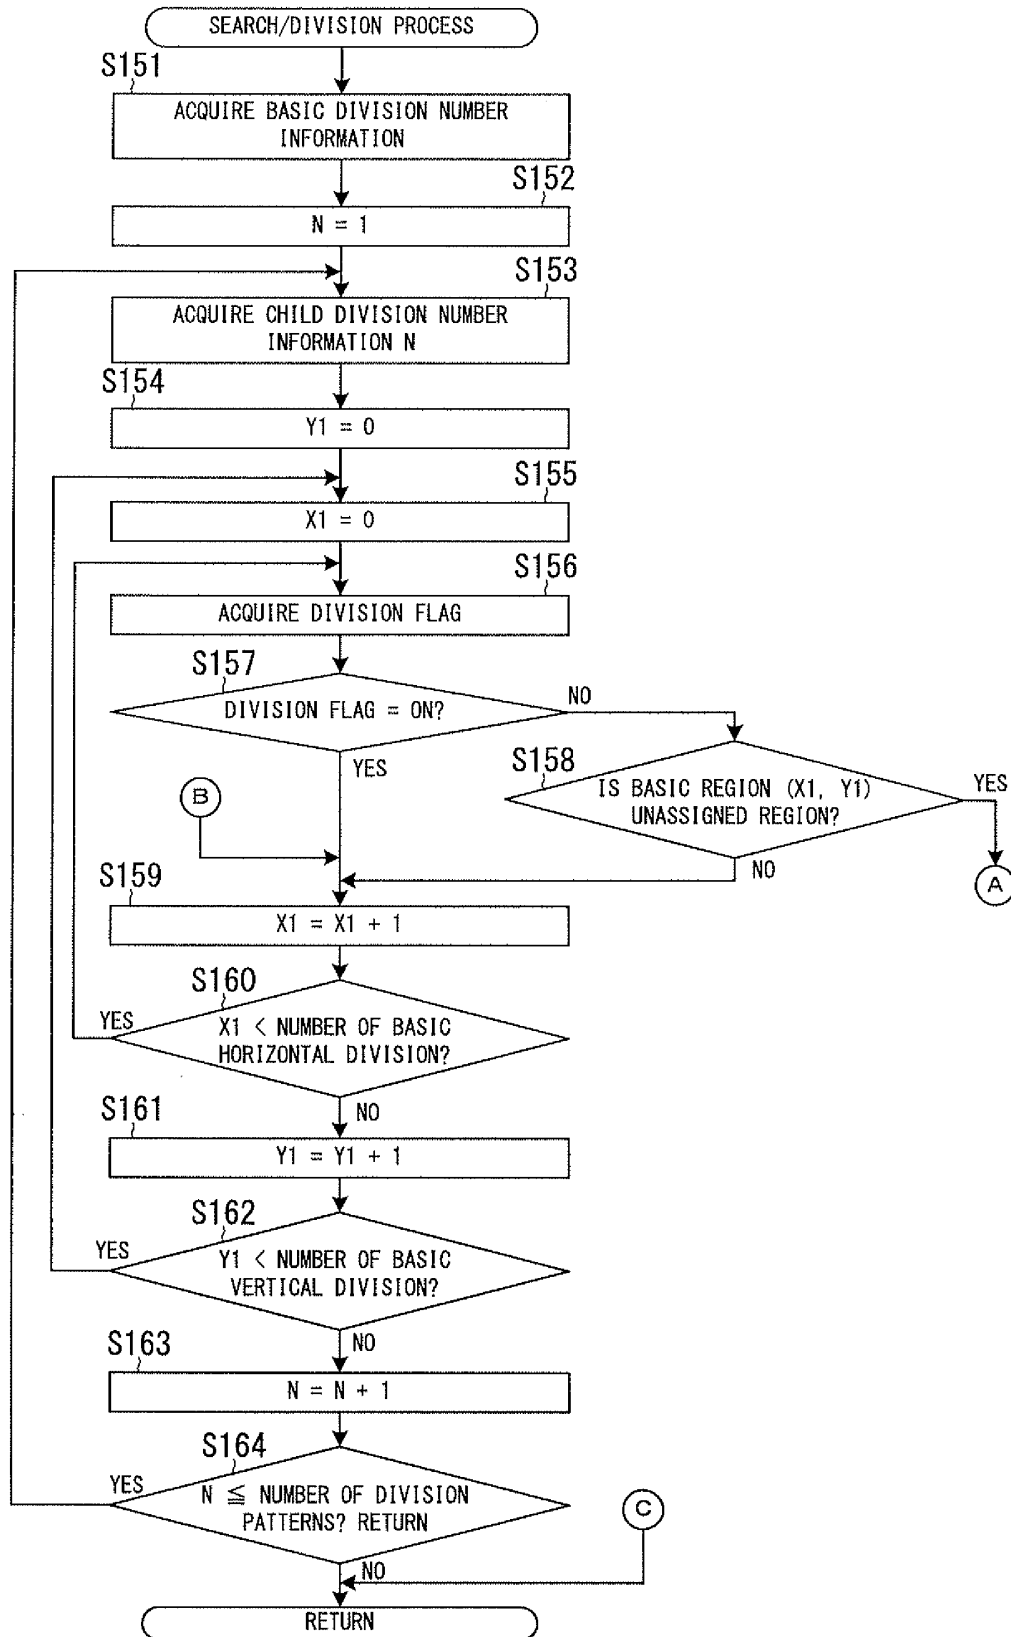 SEARCH/DIVISION PROCESS
S151
ACQUIRE BASIC DIVISION NUMBER
INFORMATION
S152
N = 1
S153
ACQUIRE CHILD DIVISION NUMBER
INFORMATION N
S154
Y1 = 0
S155
X1 = 0
S156
ACQUIRE DIVISION FLAG
S157
DIVISION FLAG = ON?
NO
YES
S158
IS BASIC REGION (X1, Y1)
UNASSIGNED REGION?
YES
NO
A
B
S159
X1 = X1 + 1
S160
YES
X1 < NUMBER OF BASIC
HORIZONTAL DIVISION?
NO
S161
Y1 = Y1 + 1
S162
YES
Y1 < NUMBER OF BASIC
VERTICAL DIVISION?
NO
S163
N = N + 1
S164
YES
N ≦ NUMBER OF DIVISION
PATTERNS? RETURN
C
NO
RETURN